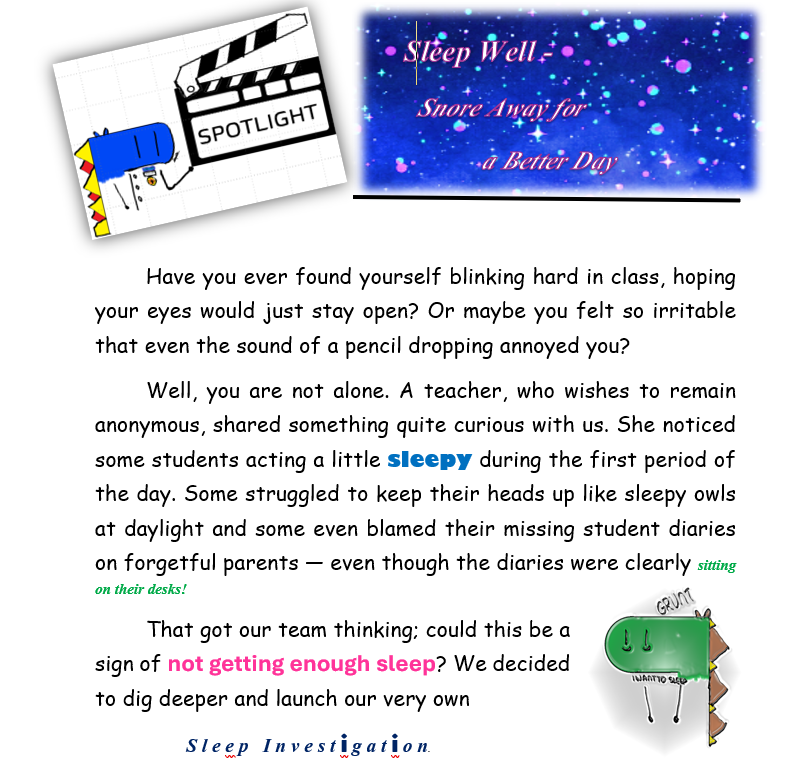 SPOTLIGHT
Sleep Well -
Snore Away for
a Better Day
Have you ever found yourself blinking hard in class, hoping
your eyes would just stay open? Or maybe you felt so irritable
that even the sound of a pencil dropping annoyed you?
Well, you are not alone. A teacher, who wishes to remain
anonymous, shared something quite curious with us. She noticed
some students acting a little sleepy during the first period of
the day. Some struggled to keep their heads up like sleepy owls
at daylight and some even blamed their missing student diaries
on forgetful parents — even though the diaries were clearly sitting
on their desks!
GRUNT
I WANT TO SLEEP
That got our team thinking; could this be a
sign of not getting enough sleep? We decided
to dig deeper and launch our very own
Sleep Investigation.